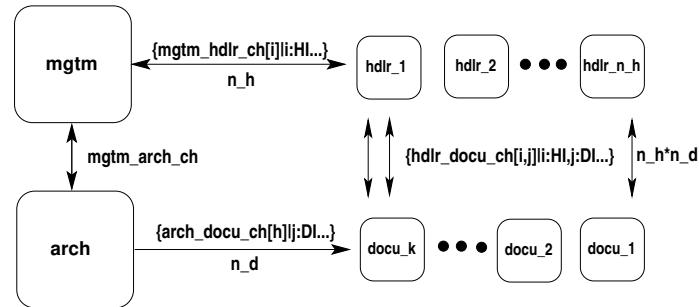 {mgtm_hdlr_ch[i]|i:HI...}
mgtm
n_h
hdlr_1
hdlr_2
hdlr_n_h
mgtm_arch_ch
{hdlr_docu_ch[i,j]|i:HI,j:DI...}
n_h*n_d
{arch_docu_ch[h]|j:DI...}
arch
n_d
docu_k
docu_2
docu_1